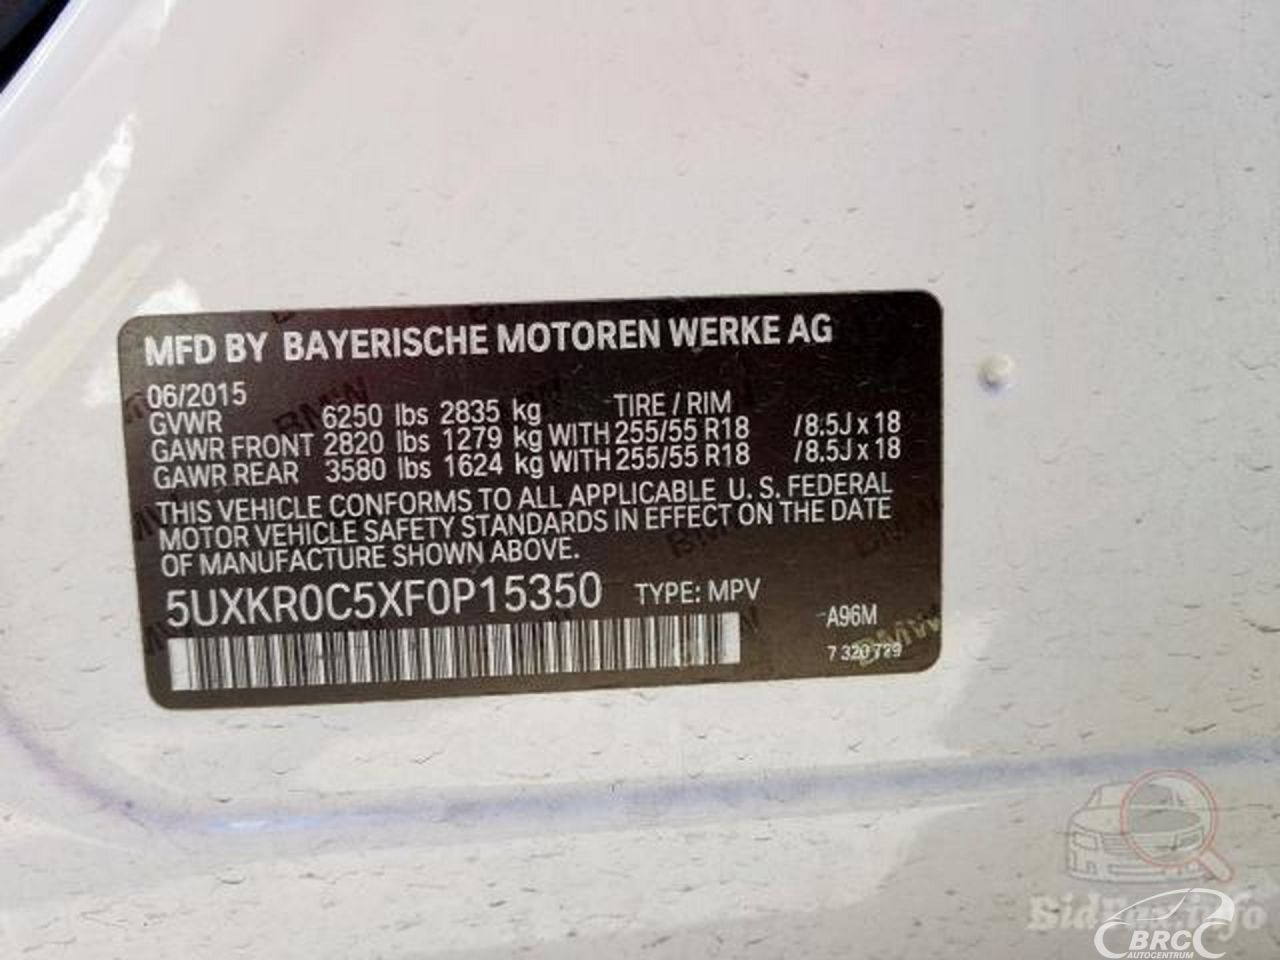 MFD BY BAYERISCHE MOTOREN WERKE AG
06/2015 TIRE / RIM
GVWR 6250 lbs 2835 kg
GAWR FRONT 2820 lbs 1279 kg WITH 255/55 R18 /8.5J x 18
GAWR REAR 3580 lbs 1624 kg WITH 255/55 R18 /8.5J x 18
THIS VEHICLE CONFORMS TO ALL APPLICABLE U. S. FEDERAL
MOTOR VEHICLE SAFETY STANDARDS IN EFFECT ON THE DATE
OF MANUFACTURE SHOWN ABOVE.
5UXKR0C5XF0P15350 TYPE: MPV
A96M
7 320 729
BMW
BRC
AUTOCENTRUM